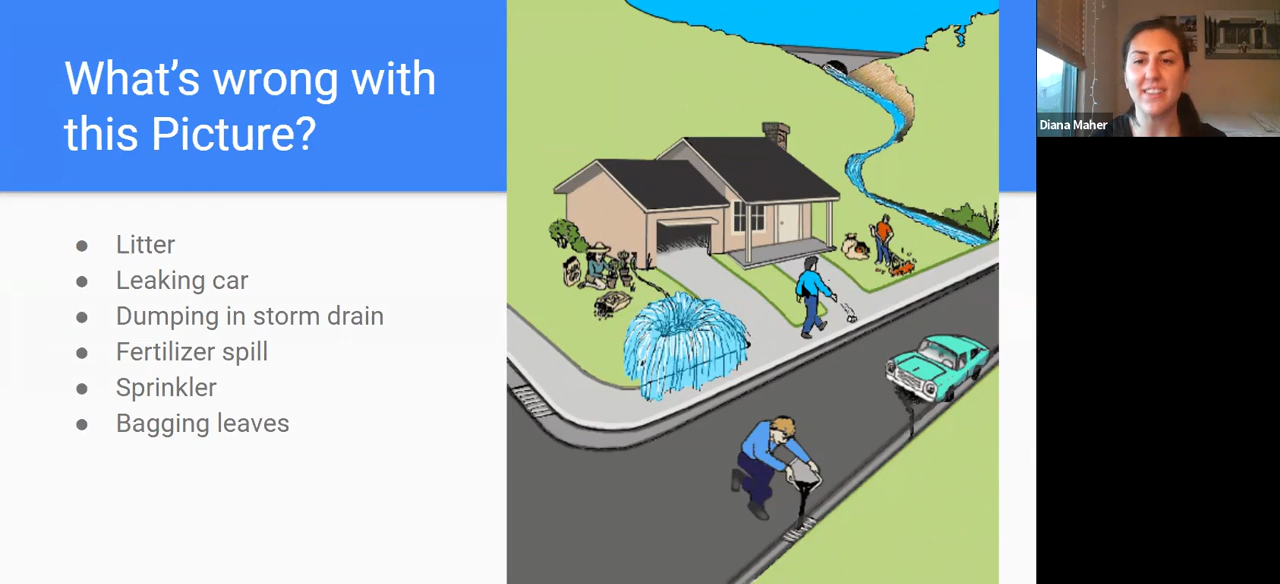 What's wrong with
this Picture?
Litter
Leaking car
Dumping in storm drain
Fertilizer spill
Sprinkler
Bagging leaves
Diana Maher